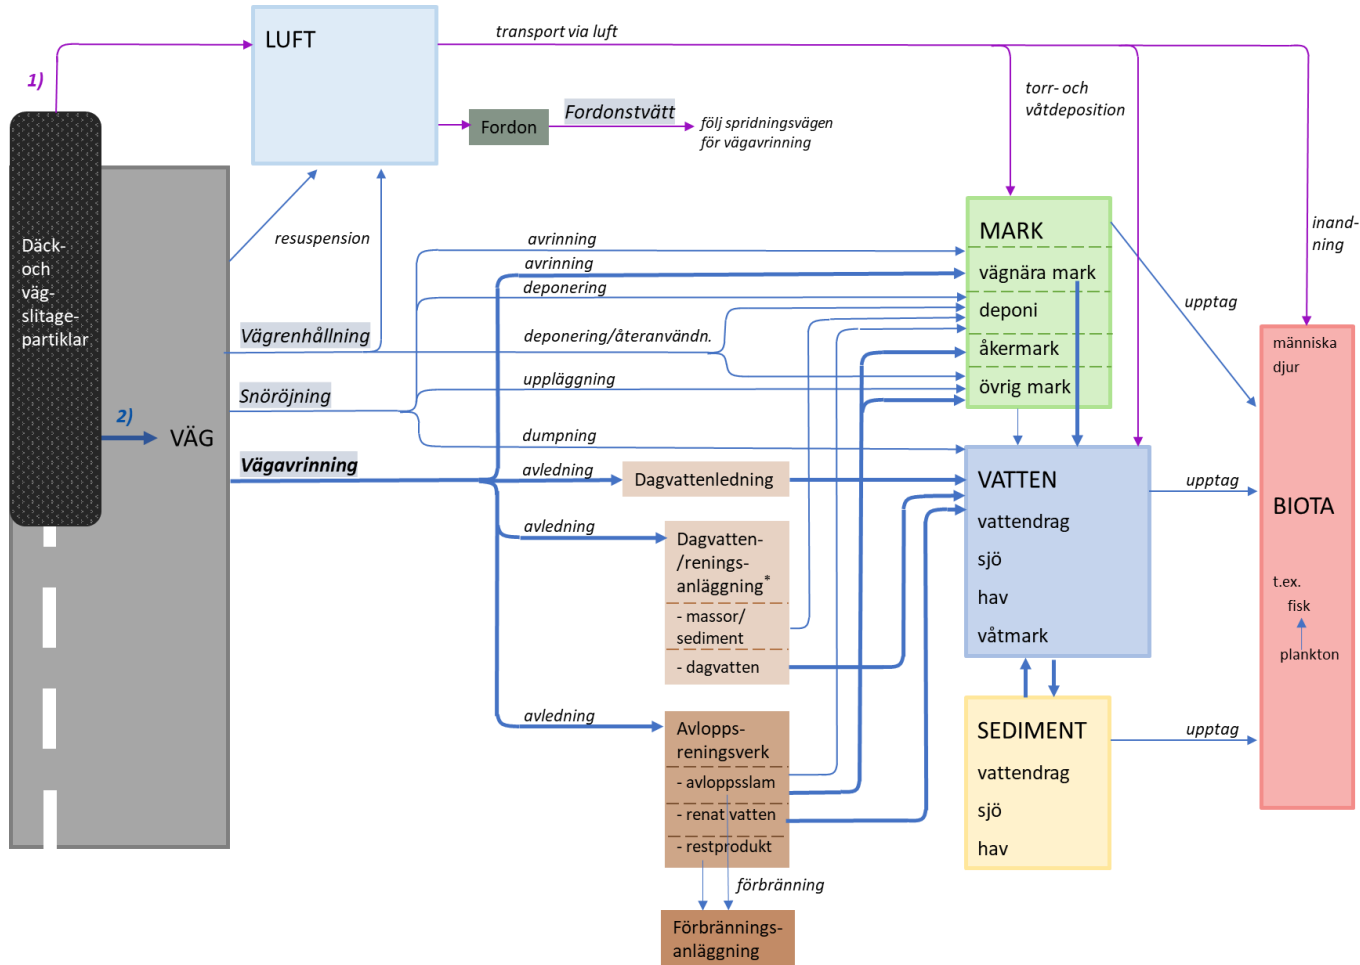 LUFT
transport via luft
1)
torr- och
våtdeposition
Fordon
Fordonstvätt
följ spridningsvägen
för vägavrinning
Däck-
och
väg-
slitage-
partiklar
resuspension
inand-
ning
MARK
vägnära mark
deponi
åkermark
övrig mark
avrinning
avrinning
deponering
upptag
Vägrenhållning
deponering/återanvändn.
människa
djur
Snöröjning
uppläggning
2)
VÄG
dumpning
Vägavrinning
avledning
Dagvattenledning
VATTEN
vattendrag
sjö
hav
våtmark
upptag
BIOTA
t.ex.
fisk
plankton
avledning
Dagvatten-
/renings-
anläggning*
- massor/
sediment
- dagvatten
avledning
Avlopps-
reningsverk
- avloppsslam
- renat vatten
- restprodukt
SEDIMENT
vattendrag
sjö
hav
upptag
förbränning
Förbrännings-
anläggning